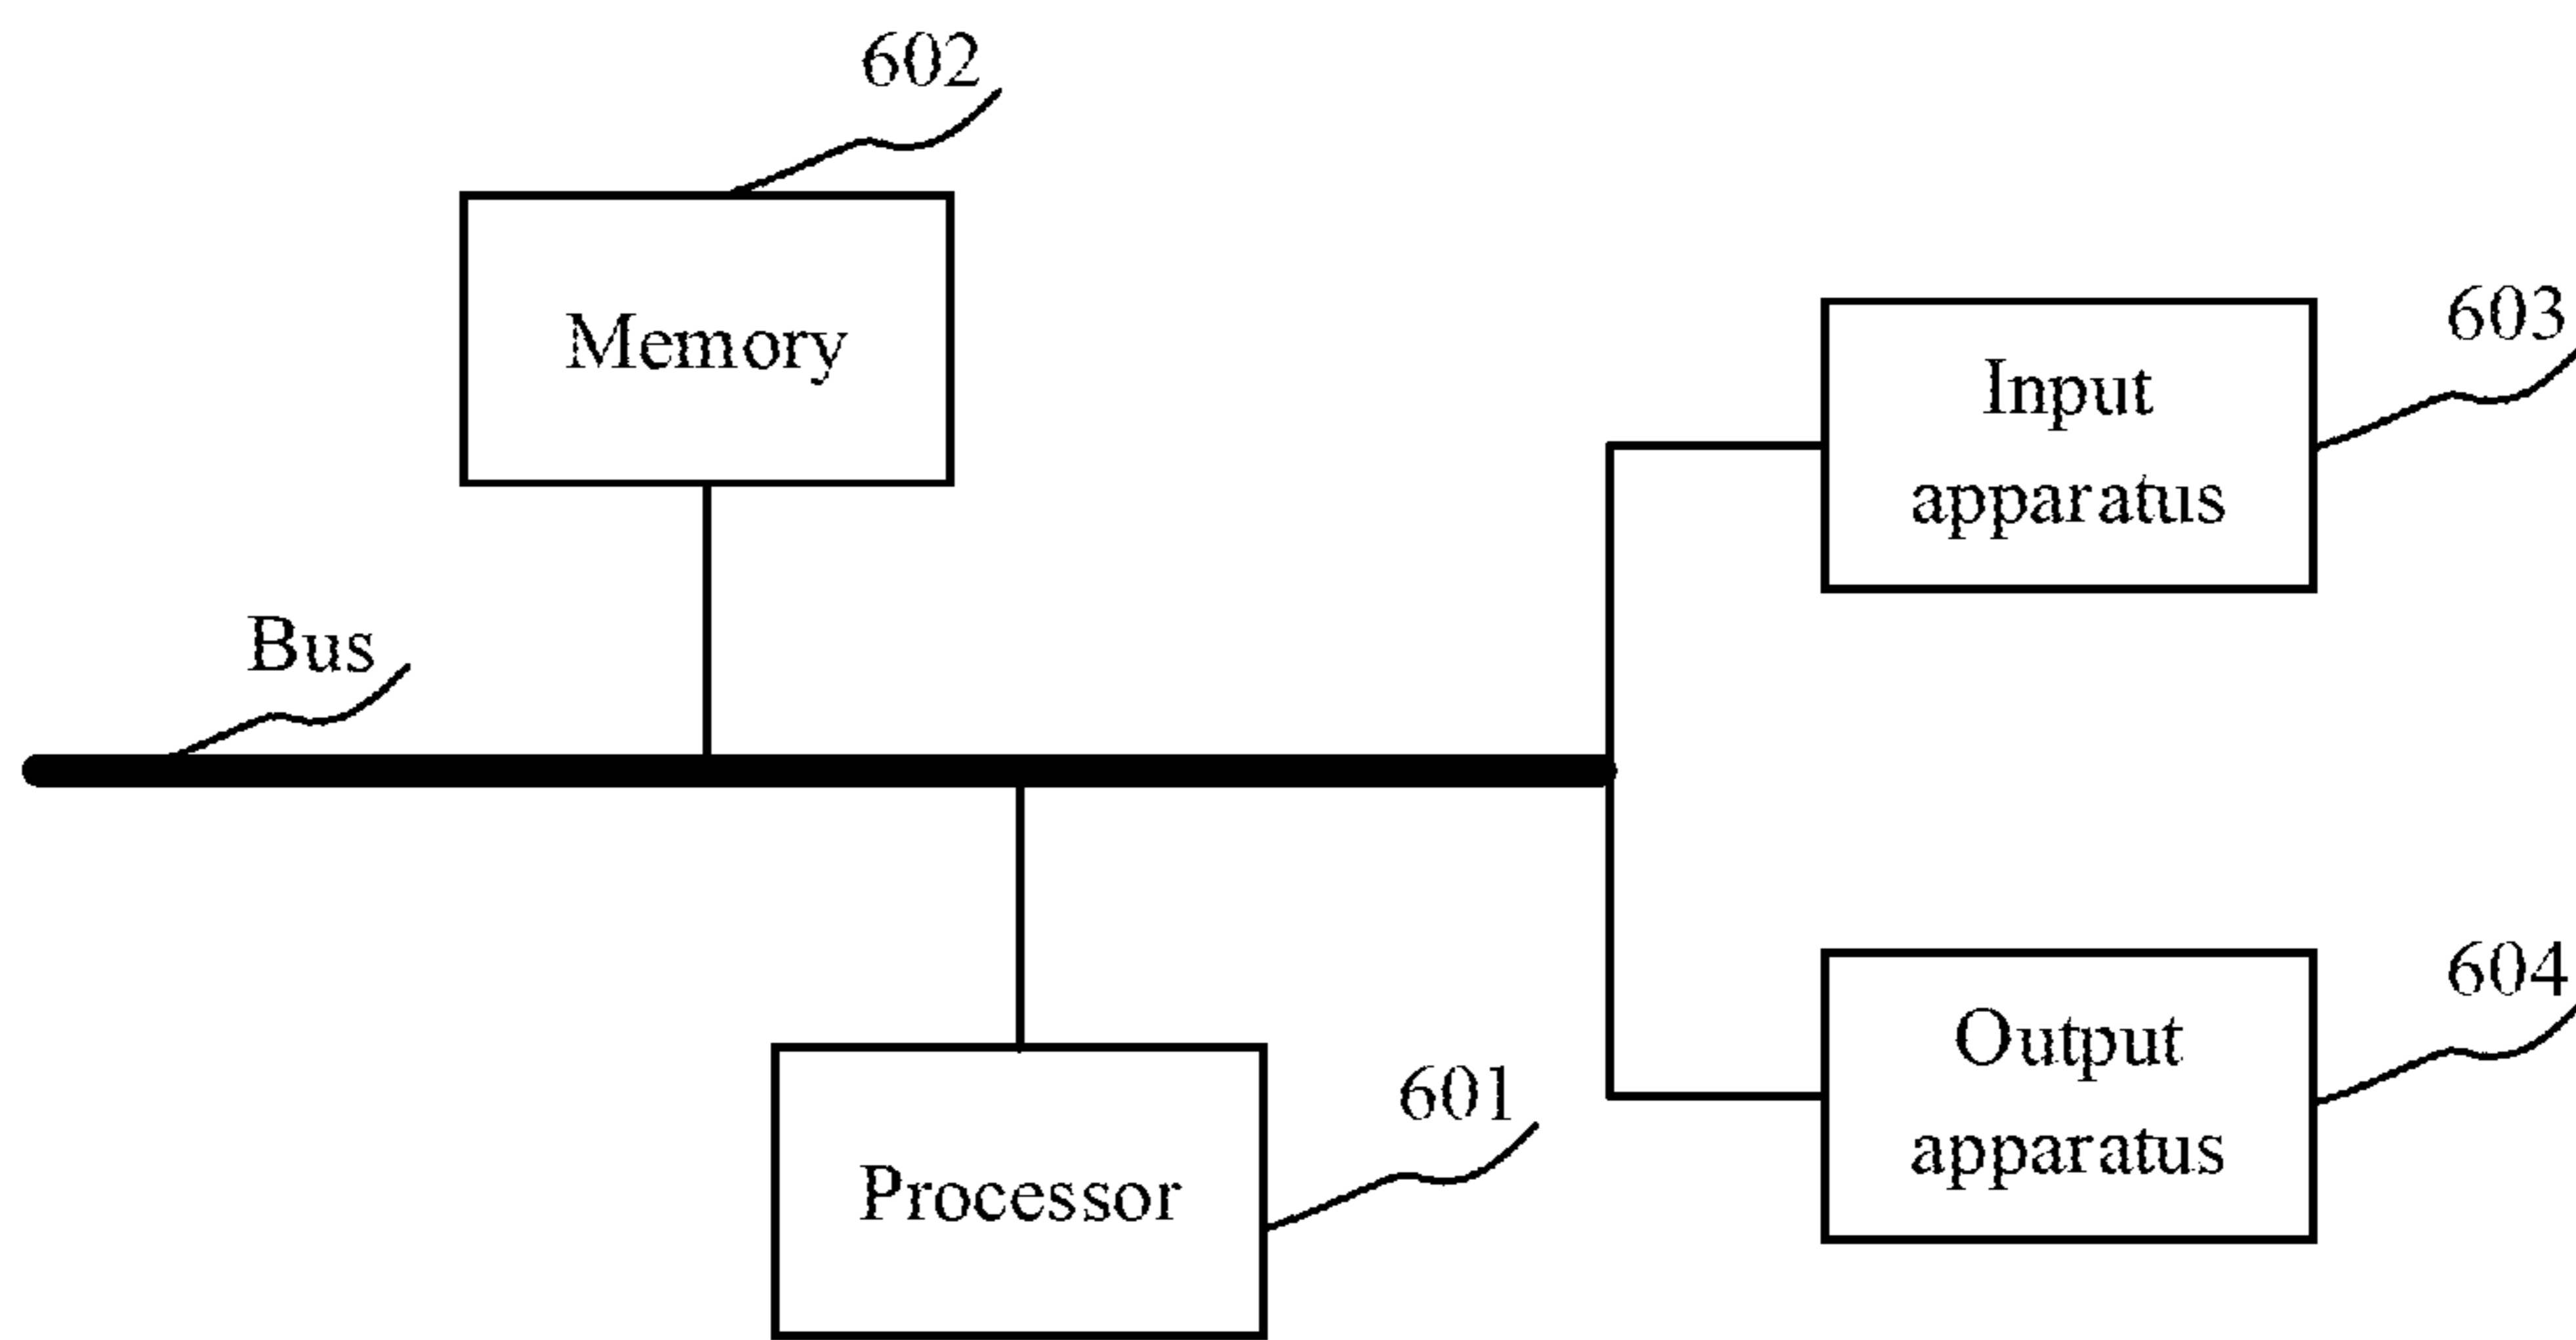 602
Memory
603
Input
apparatus
Bus
604
Output
apparatus
601
Processor